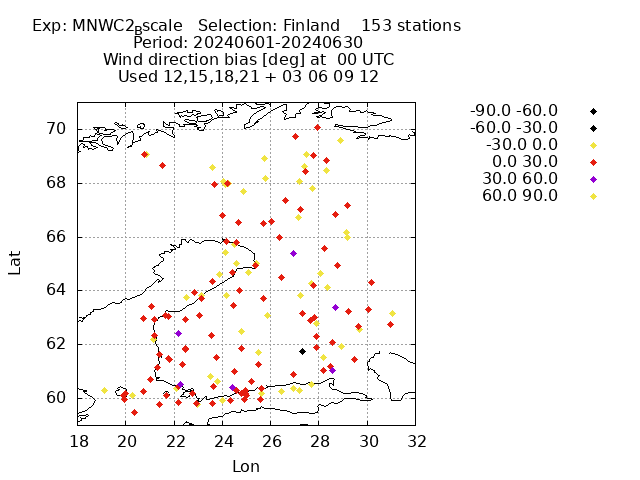 Exp: MNWC2_Bscale   Selection: Finland    153 stations
Period: 20240601-20240630
Wind direction bias [deg] at  00 UTC
Used 12,15,18,21 + 03 06 09 12
-90.0 -60.0
-60.0 -30.0
-30.0 0.0
0.0 30.0
30.0 60.0
60.0 90.0
70
68
66
64
62
60
Lat
18 20 22 24 26 28 30 32
Lon